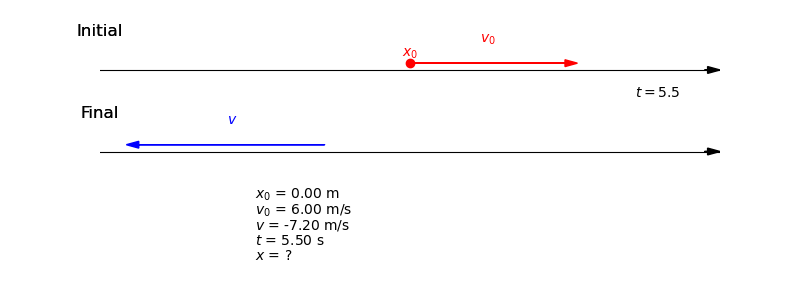 Initial
x₀
v₀
t = 5.5
Final
v
x₀ = 0.00 m
v₀ = 6.00 m/s
v = -7.20 m/s
t = 5.50 s
x = ?